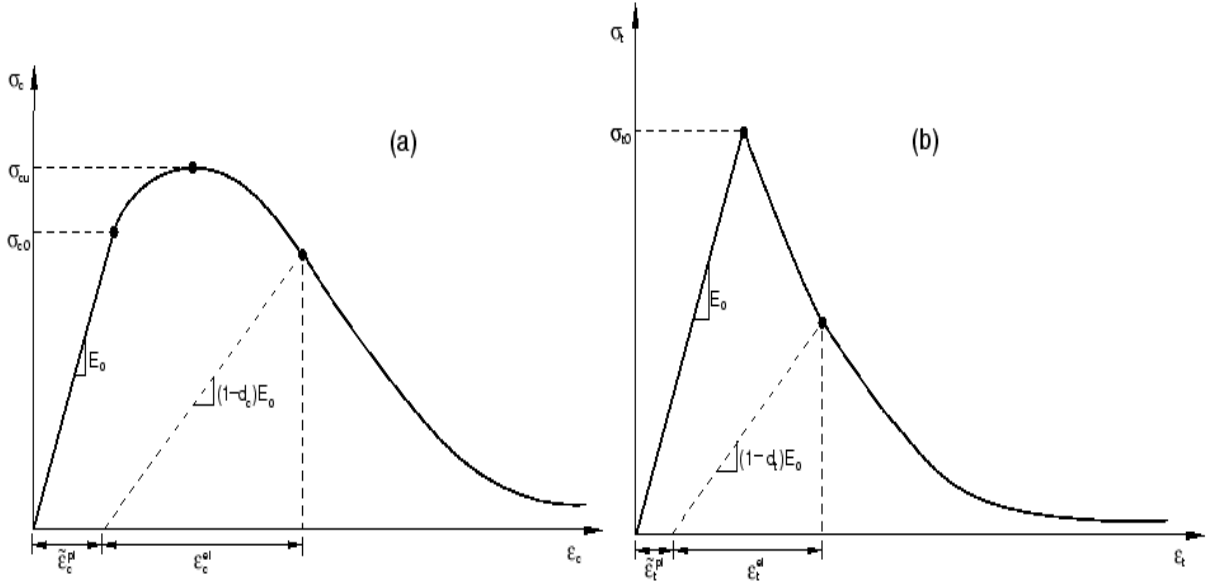 σc
(a)
σcu
σc0
E0
(1-dc)E0
ε̃c^pl
εc^el
εc
σt
σt0
(b)
E0
(1-dt)E0
ε̃t^pl
εt^el
εt